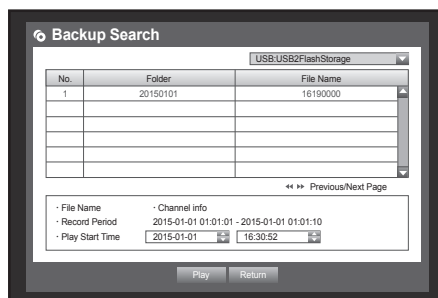 Backup Search
USB:USB2FlashStorage
No. Folder File Name
1 20150101 16190000
Previous/Next Page
· File Name · Channel info
· Record Period 2015-01-01 01:01:01 - 2015-01-01 01:01:10
· Play Start Time 2015-01-01 16:30:52
Play Return